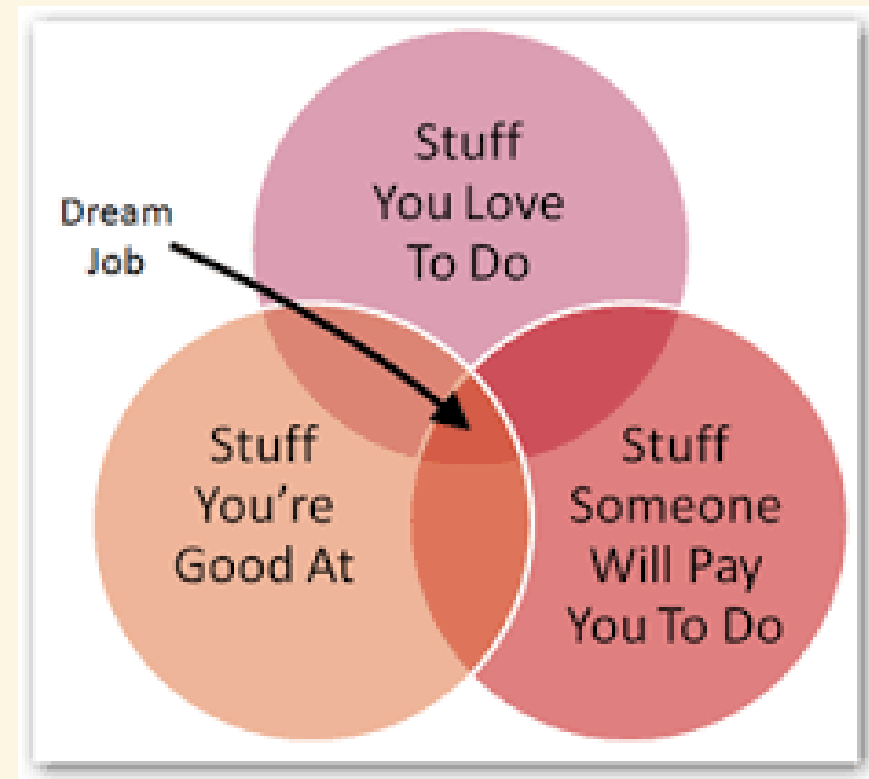 Stuff
You Love
To Do
Dream
Job
Stuff
You're
Good At
Stuff
Someone
Will Pay
You To Do